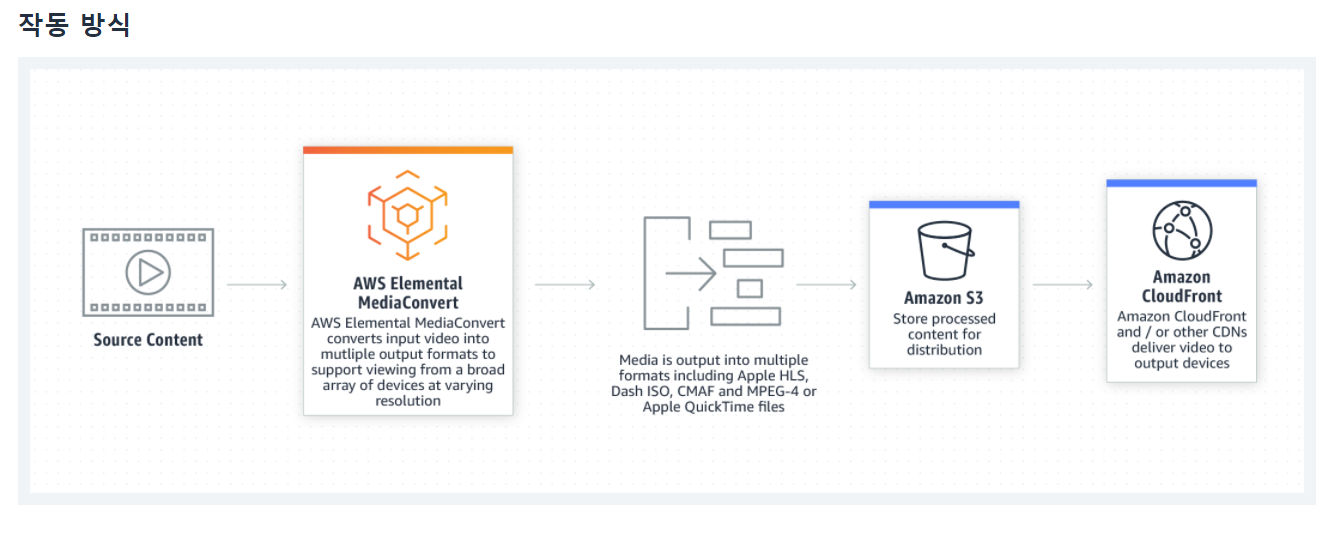 작동 방식
Source Content
AWS Elemental
MediaConvert
AWS Elemental MediaConvert
converts input video into
mutliple output formats to
support viewing from a broad
array of devices at varying
resolution
Media is output into multiple
formats including Apple HLS,
Dash ISO, CMAF and MPEG-4 or
Apple QuickTime files
Amazon S3
Store processed
content for
distribution
Amazon
CloudFront
Amazon CloudFront
and / or other CDNs
deliver video to
output devices